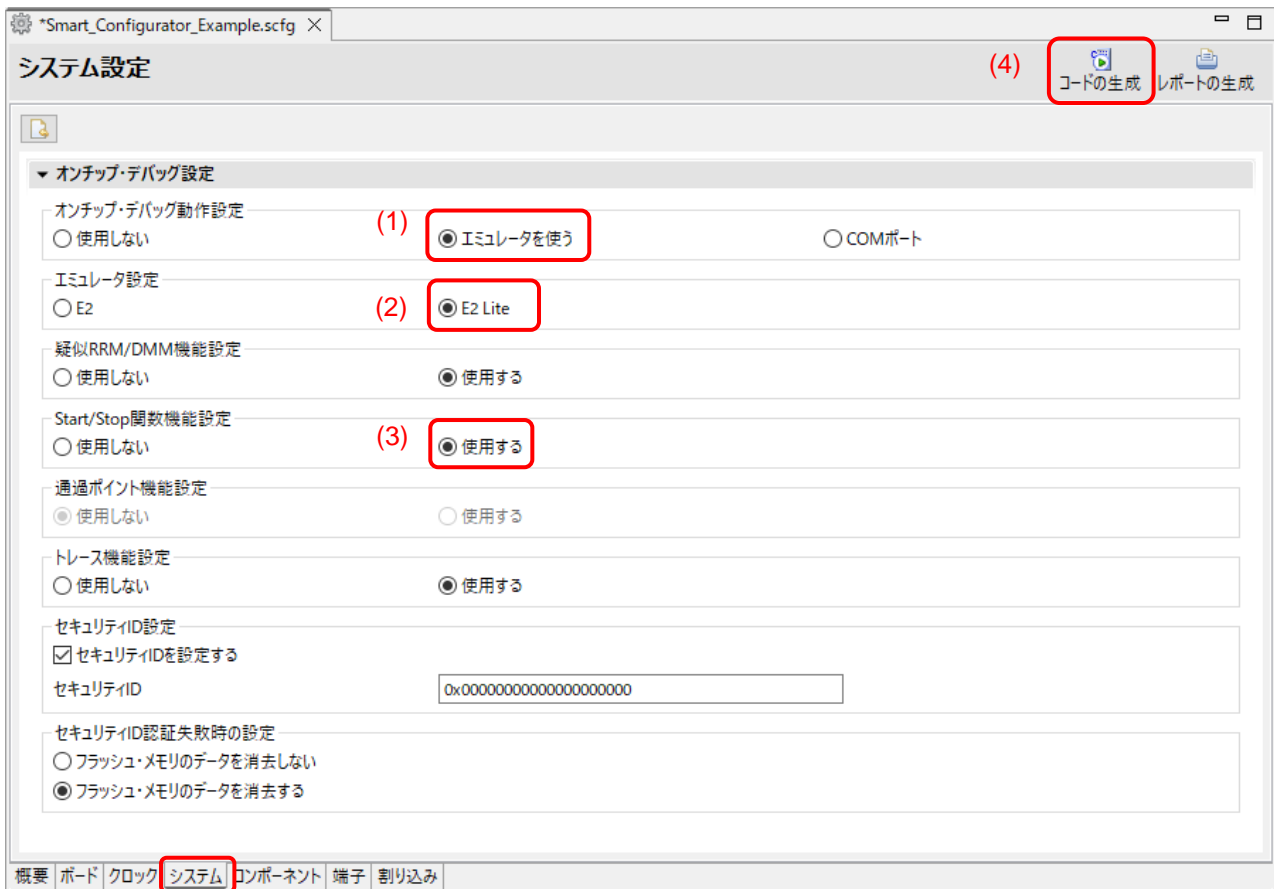 *Smart_Configurator_Example.scfg
システム設定
(4)
コードの生成 レポートの生成
オンチップ・デバッグ設定
オンチップ・デバッグ動作設定
使用しない (1) エミュレータを使う COMポート
エミュレータ設定
E2 (2) E2 Lite
疑似RRM/DMM機能設定
使用しない 使用する
Start/Stop関数機能設定
使用しない (3) 使用する
通過ポイント機能設定
使用しない 使用する
トレース機能設定
使用しない 使用する
セキュリティID設定
セキュリティIDを設定する
セキュリティID 0x00000000000000000000
セキュリティID認証失敗時の設定
フラッシュ・メモリのデータを消去しない
フラッシュ・メモリのデータを消去する
概要 ボード クロック システム コンポーネント 端子 割り込み